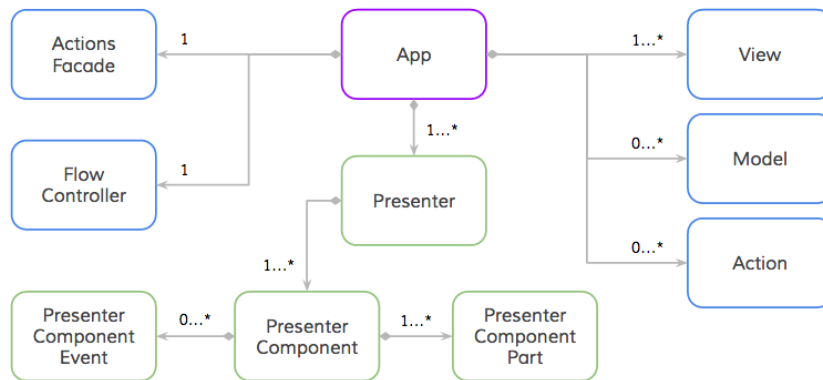 Actions
Facade
1
App
1...*
View
1...*
0...*
Model
Flow
Controller
1
Presenter
0...*
Action
1...*
Presenter
Component
Event
0...*
Presenter
Component
1...*
Presenter
Component
Part